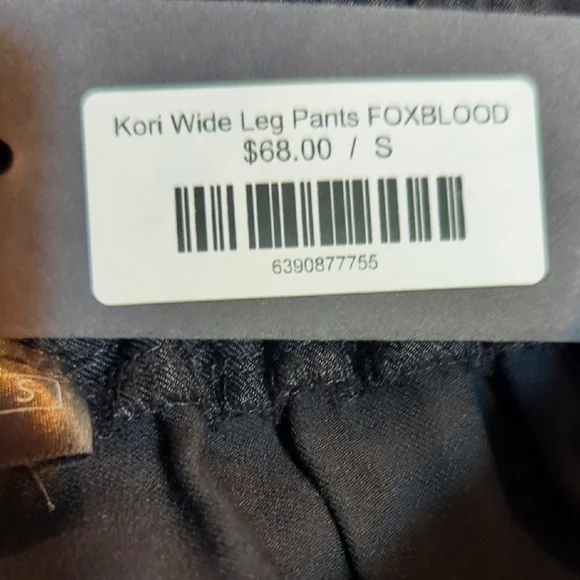 Kori Wide Leg Pants FOXBLOOD
$68.00 / S
6390877755
S